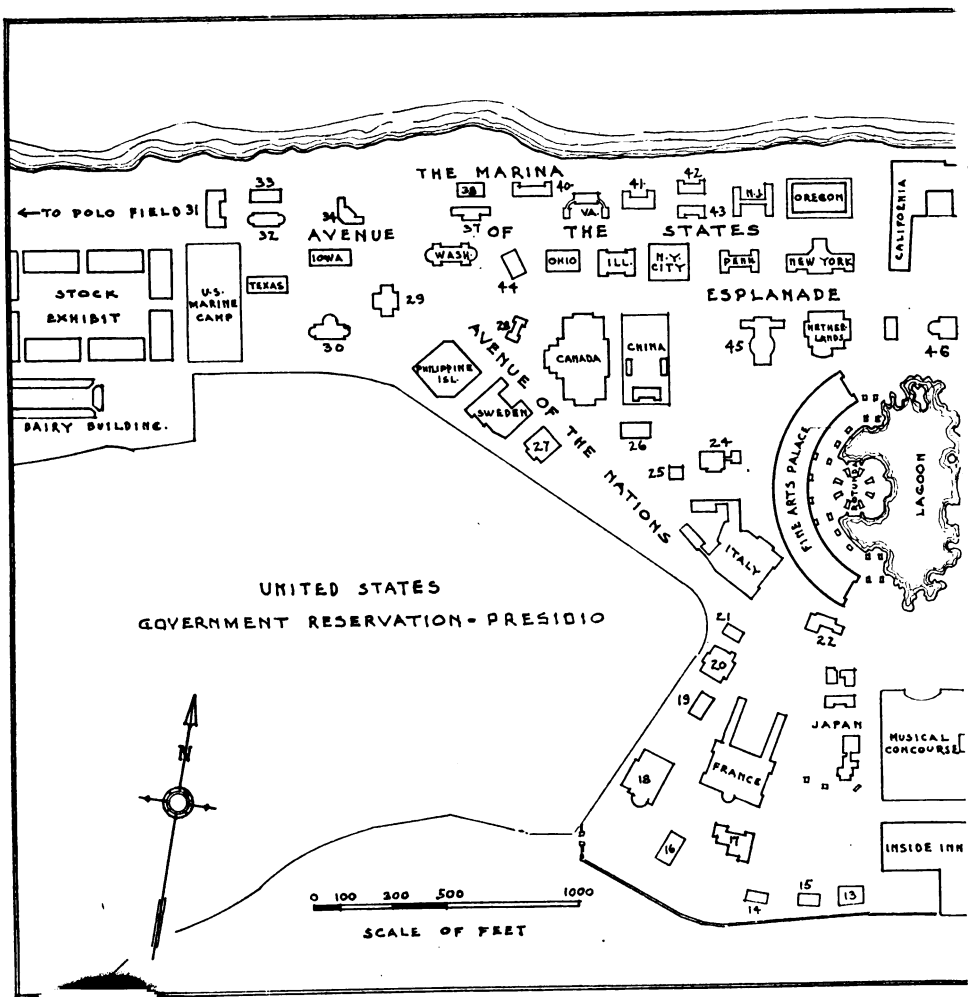 THE MARINA
33
38
40
41
42
←TO POLO FIELD 31
32
34
37
VA.
43
N.J.
OREGON
CALIFORNIA
AVENUE OF THE STATES
IOWA
WASH.
44
OHIO
ILL.
N.Y. CITY
PENN
NEW YORK
STOCK
EXHIBIT
U.S.
MARINE
CAMP
TEXAS
29
ESPLANADE
30
28
AVENUE OF THE NATIONS
PHILIPPINE
ISL.
SWEDEN
CANADA
CHINA
45
NETHER-
LANDS
46
DAIRY BUILDING.
27
26
25
24
FINE ARTS PALACE
ROTUNDA
LAGOON
ITALY
UNITED STATES
GOVERNMENT RESERVATION - PRESIDIO
21
22
20
19
JAPAN
MUSICAL
CONCOURSE
18
FRANCE
N
16
17
INSIDE INN
0 100 300 500 1000
SCALE OF FEET
14
15
13